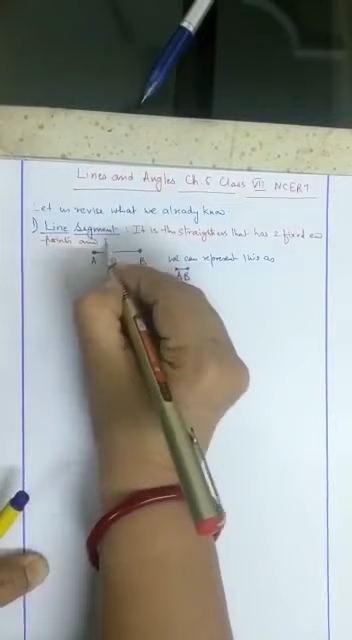 Lines and Angles Ch. 5 Class VII NCERT
Let us revise what we already know.
1) Line Segment : It is the straight line that has 2 fixed end
points and
A B we can represent this as
AB